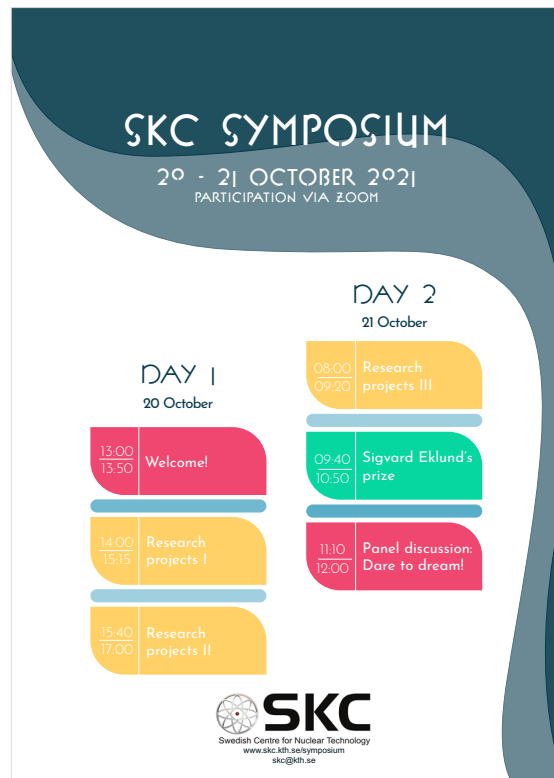 SKC SYMPOSIUM
20 - 21 OCTOBER 2021
PARTICIPATION VIA ZOOM
DAY 1
20 October
13:00
13:50
Welcome!
14:00
15:15
Research
projects I
15:40
17:00
Research
projects II
DAY 2
21 October
08:00
09:20
Research
projects III
09:40
10:50
Sigvard Eklund's
prize
11:10
12:00
Panel discussion:
Dare to dream!
SKC
Swedish Centre for Nuclear Technology
www.skc.kth.se/symposium
skc@kth.se